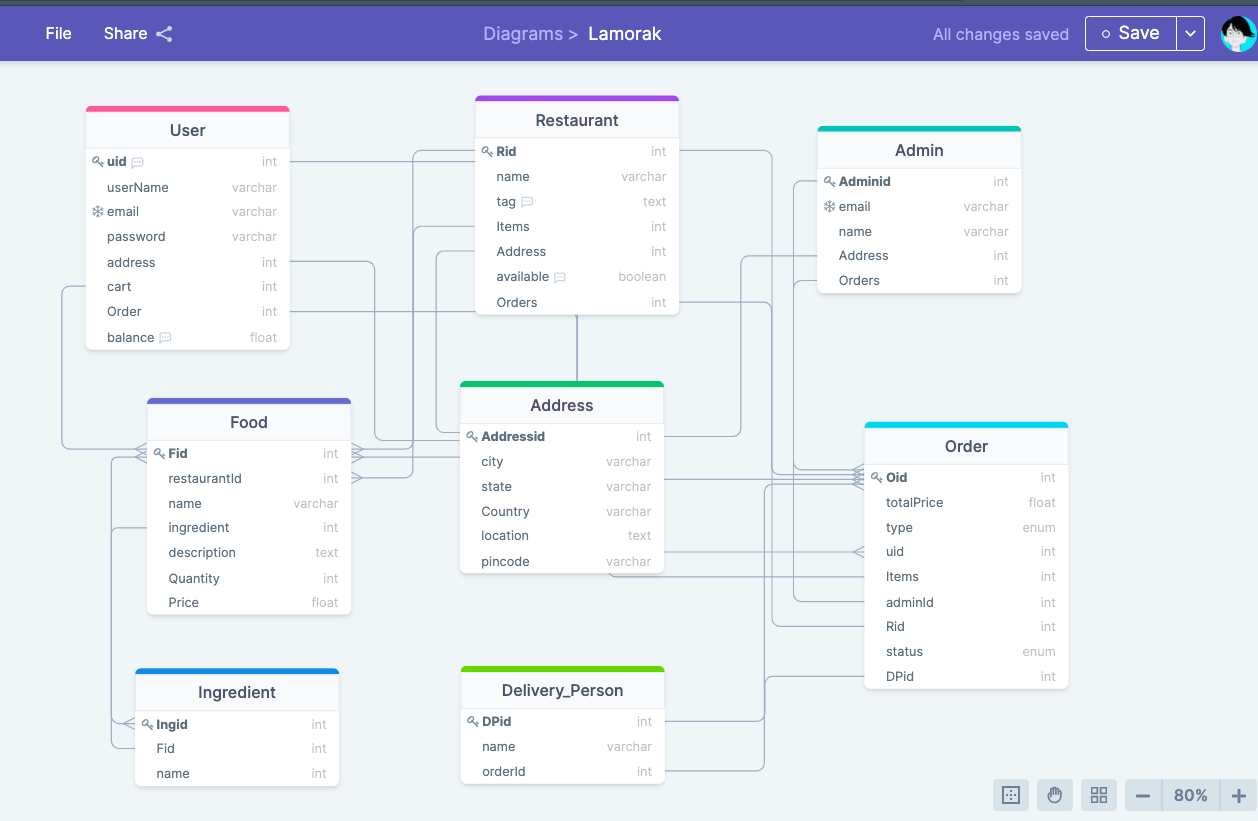 File Share Diagrams > Lamorak All changes saved Save
User
uid int
userName varchar
email varchar
password varchar
address int
cart int
Order int
balance float
Restaurant
Rid int
name varchar
tag text
Items int
Address int
available boolean
Orders int
Admin
Adminid int
email varchar
name varchar
Address int
Orders int
Food
Fid int
restaurantId int
name varchar
ingredient int
description text
Quantity int
Price float
Address
Addressid int
city varchar
state varchar
Country varchar
location text
pincode varchar
Order
Oid int
totalPrice float
type enum
uid int
Items int
adminId int
Rid int
status enum
DPid int
Ingredient
Ingid int
Fid int
name int
Delivery_Person
DPid int
name varchar
orderId int
80%